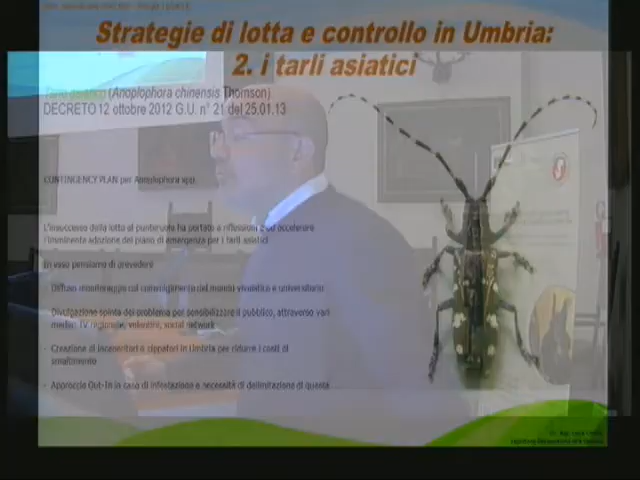 Strategie di lotta e controllo in Umbria:
2. i tarli asiatici
Tarlo asiatico (Anoplophora chinensis Thomson)
DECRETO 12 ottobre 2012 G.U. n° 21 del 25.01.13
CONTINGENCY PLAN per Anoplophora spp.
L'insuccesso della lotta al punteruolo ha portato a riflessioni e ad accelerare
l'imminente adozione del piano di emergenza per i tarli asiatici
In esso pensiamo di prevedere
- Diffuso monitoraggio col coinvolgimento del mondo vivaistico e universitario
- Divulgazione spinta del problema per sensibilizzare il pubblico, attraverso vari
media: TV regionale, volantini, social network
- Creazione di inceneritori e cippatori in Umbria per ridurre i costi di
smaltimento
- Approccio Out-In in caso di infestazione e necessità di delimitazione di questa